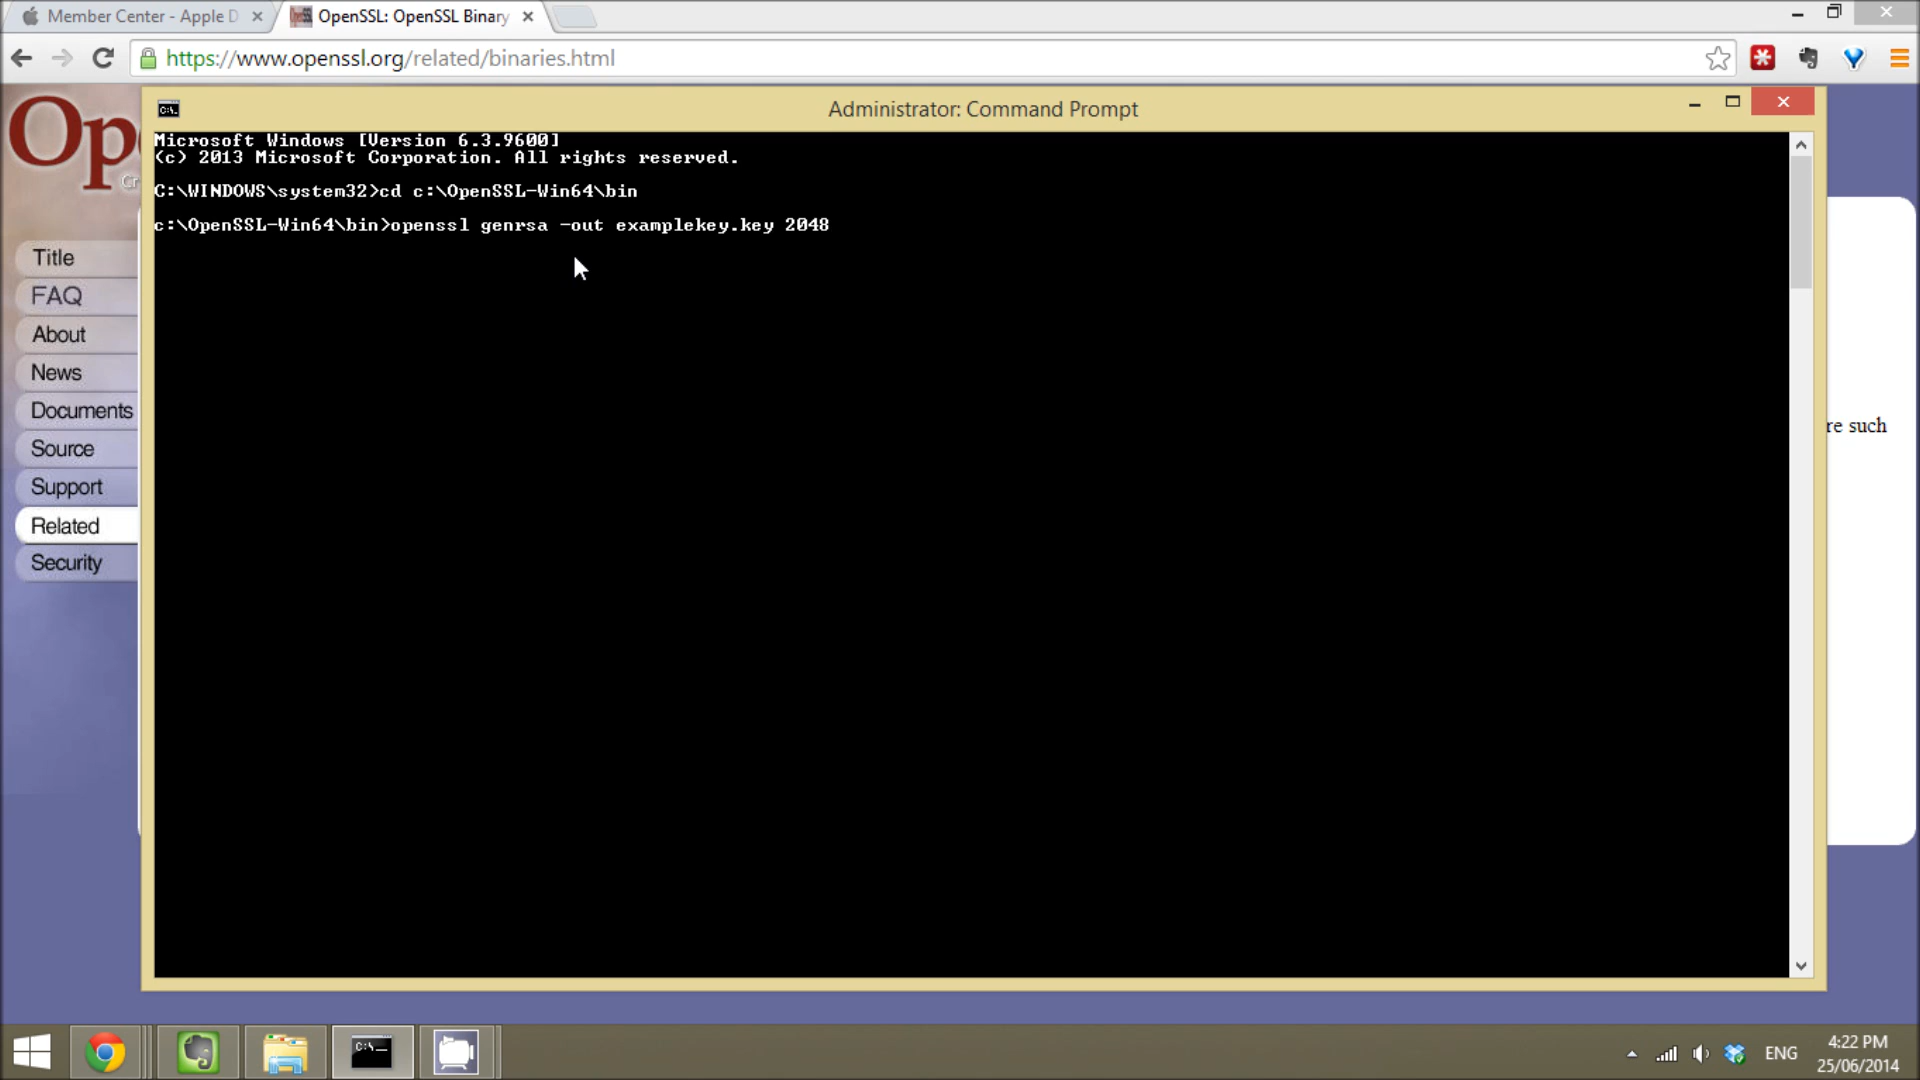 Member Center - Apple D
OpenSSL: OpenSSL Binary
https://www.openssl.org/related/binaries.html
Op
Cr
Administrator: Command Prompt
Microsoft Windows [Version 6.3.9600]
(c) 2013 Microsoft Corporation. All rights reserved.
C:\WINDOWS\system32>cd c:\OpenSSL-Win64\bin
c:\OpenSSL-Win64\bin>openssl genrsa -out examplekey.key 2048
Title
FAQ
About
News
Documents
Source
Support
Related
Security
re such
ENG
4:22 PM
25/06/2014